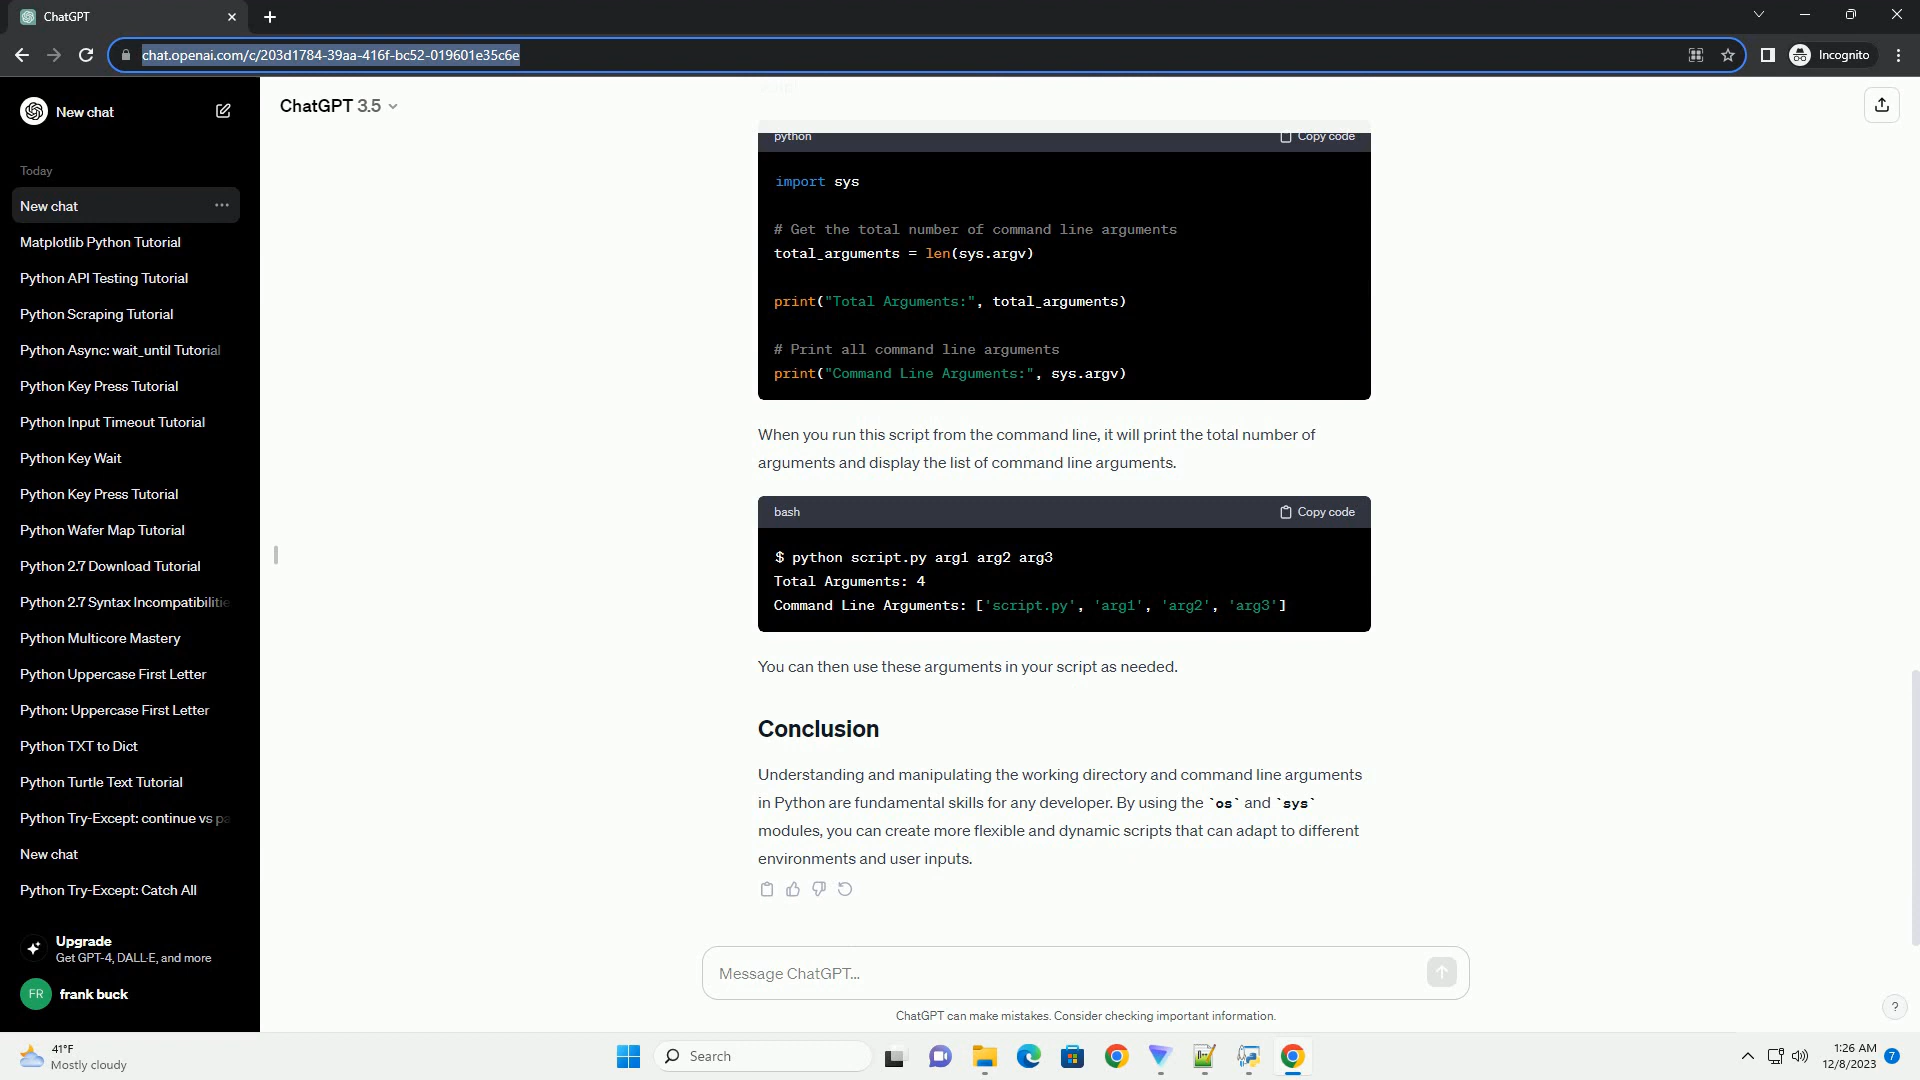 ChatGPT
chat.openai.com/c/203d1784-39aa-416f-bc52-019601e35c6e
Incognito
New chat
Today
New chat
Matplotlib Python Tutorial
Python API Testing Tutorial
Python Scraping Tutorial
Python Async: wait_until Tutorial
Python Key Press Tutorial
Python Input Timeout Tutorial
Python Key Wait
Python Key Press Tutorial
Python Wafer Map Tutorial
Python 2.7 Download Tutorial
Python 2.7 Syntax Incompatibilitie
Python Multicore Mastery
Python Uppercase First Letter
Python: Uppercase First Letter
Python TXT to Dict
Python Turtle Text Tutorial
Python Try-Except: continue vs pa
New chat
Python Try-Except: Catch All
Upgrade
Get GPT-4, DALL·E, and more
FR
frank buck
ChatGPT 3.5
python
Copy code
import sys
# Get the total number of command line arguments
total_arguments = len(sys.argv)
print("Total Arguments:", total_arguments)
# Print all command line arguments
print("Command Line Arguments:", sys.argv)
When you run this script from the command line, it will print the total number of
arguments and display the list of command line arguments.
bash
Copy code
$ python script.py arg1 arg2 arg3
Total Arguments: 4
Command Line Arguments: ['script.py', 'arg1', 'arg2', 'arg3']
You can then use these arguments in your script as needed.
Conclusion
Understanding and manipulating the working directory and command line arguments
in Python are fundamental skills for any developer. By using the `os` and `sys`
modules, you can create more flexible and dynamic scripts that can adapt to different
environments and user inputs.
Message ChatGPT...
ChatGPT can make mistakes. Consider checking important information.
?
41°F
Mostly cloudy
Search
1:26 AM
12/8/2023
7